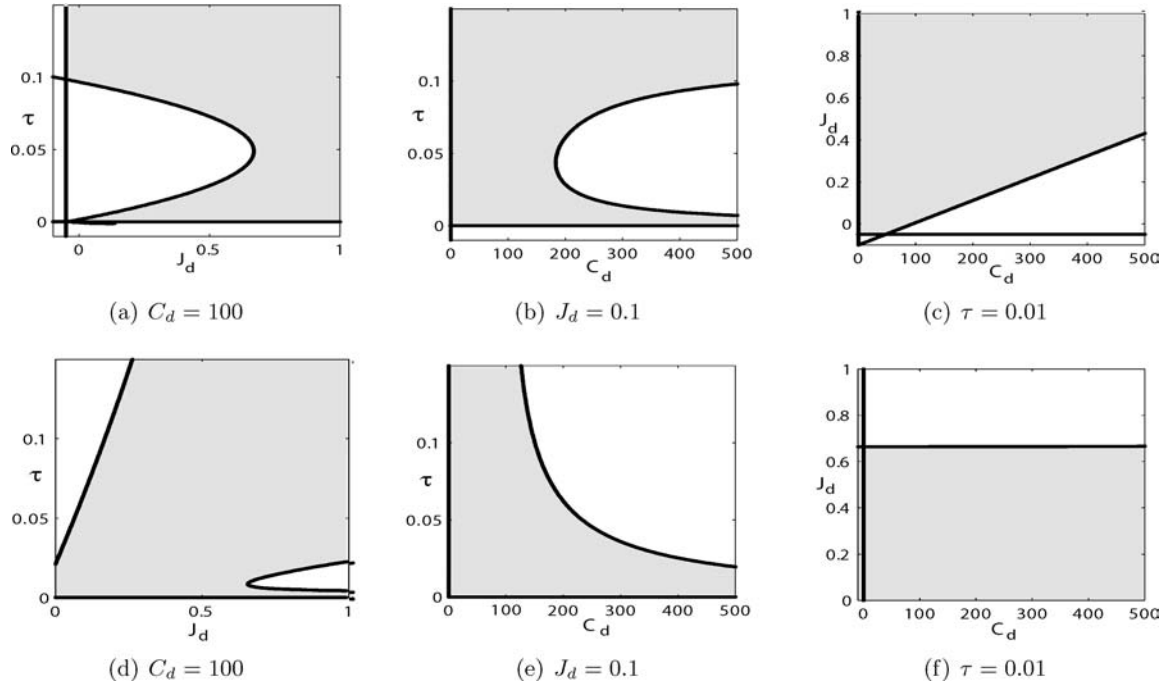 0.1
τ
0.05
0
0
0.5
1
J_d
(a) C_d = 100
0.1
τ
0.05
0
0 100 200 300 400 500
C_d
(b) J_d = 0.1
1
0.8
0.6
J_d
0.4
0.2
0
0 100 200 300 400 500
C_d
(c) τ = 0.01
0.1
τ
0.05
0
0
0.5
1
J_d
(d) C_d = 100
0.1
τ
0.05
0
0 100 200 300 400 500
C_d
(e) J_d = 0.1
1
0.8
0.6
J_d
0.4
0.2
0
0 100 200 300 400 500
C_d
(f) τ = 0.01